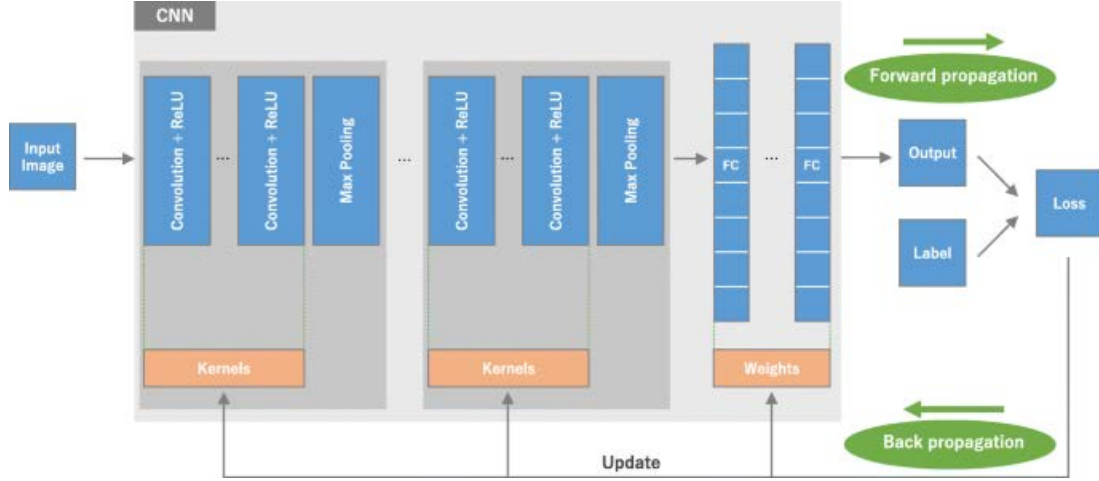 CNN
Input
Image
Convolution + ReLU
...
Convolution + ReLU
Max Pooling
...
Convolution + ReLU
...
Convolution + ReLU
Max Pooling
FC
...
FC
Forward propagation
Output
Label
Loss
Kernels
Kernels
Weights
Back propagation
Update